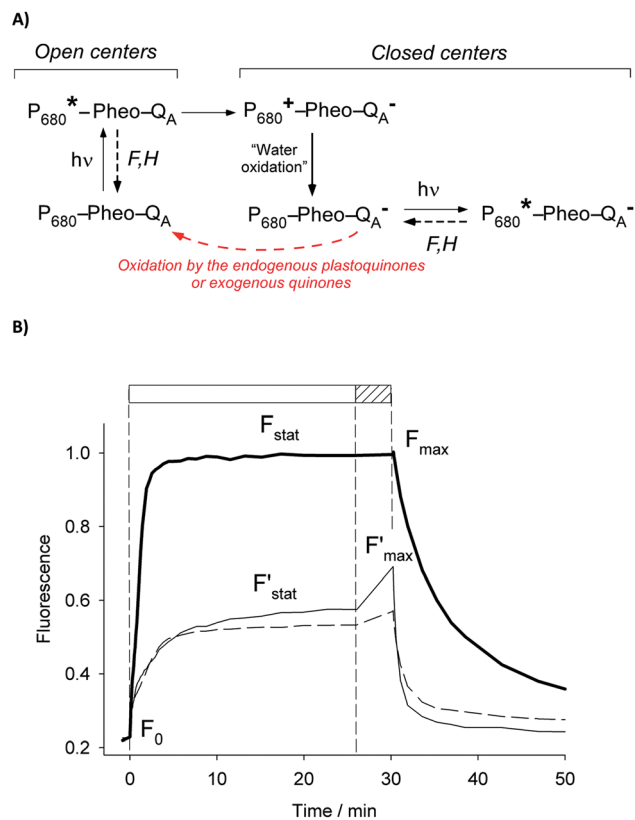 A)
Open centers
Closed centers
P680*–Pheo–QA
P680+–Pheo–QA-
hν
F,H
"Water
oxidation"
P680–Pheo–QA
P680–Pheo–QA-
hν
F,H
P680*–Pheo–QA-
Oxidation by the endogenous plastoquinones
or exogenous quinones
B)
Fstat
Fmax
F'max
F'stat
F0
Fluorescence
1.0
0.8
0.6
0.4
0.2
0
10
20
30
40
50
Time / min